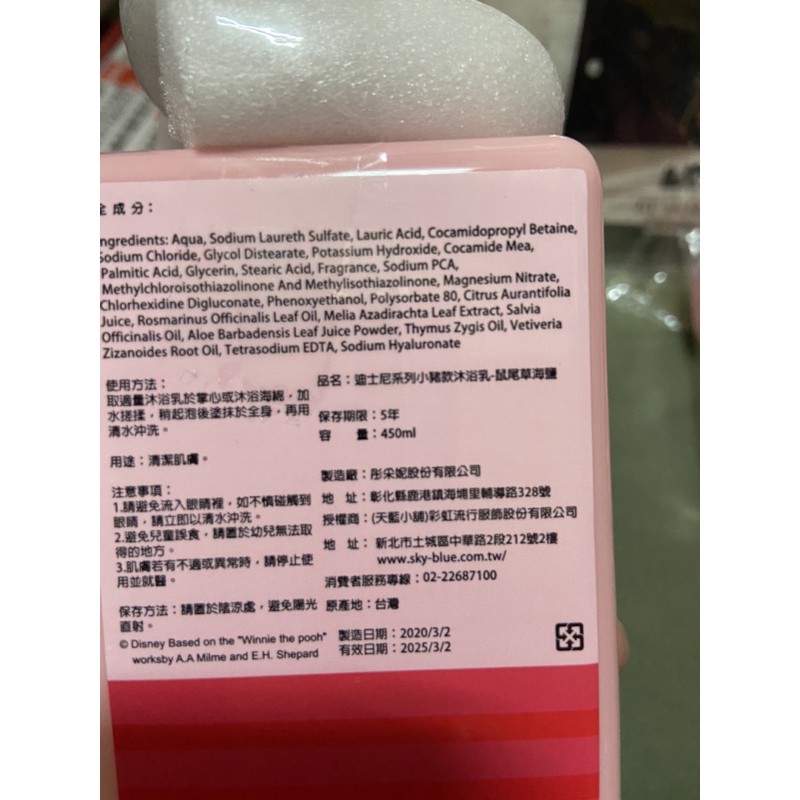 全成分：
ngredients: Aqua, Sodium Laureth Sulfate, Lauric Acid, Cocamidopropyl Betaine,
Sodium Chloride, Glycol Distearate, Potassium Hydroxide, Cocamide Mea,
Palmitic Acid, Glycerin, Stearic Acid, Fragrance, Sodium PCA,
Methylchloroisothiazolinone And Methylisothiazolinone, Magnesium Nitrate,
Chlorhexidine Digluconate, Phenoxyethanol, Polysorbate 80, Citrus Aurantifolia
Juice, Rosmarinus Officinalis Leaf Oil, Melia Azadirachta Leaf Extract, Salvia
Officinalis Oil, Aloe Barbadensis Leaf Juice Powder, Thymus Zygis Oil, Vetiveria
Zizanoides Root Oil, Tetrasodium EDTA, Sodium Hyaluronate
使用方法：
取適量沐浴乳於掌心或沐浴海綿，加
水搓揉，稍起泡後塗抹於全身，再用
清水沖洗。
用途：清潔肌膚。
注意事項：
1.請避免流入眼睛裡，如不慎碰觸到
眼睛，請立即以清水沖洗。
2.避免兒童誤食，請置於幼兒無法取
得的地方。
3.肌膚若有不適或異常時，請停止使
用並就醫。
保存方法：請置於陰涼處，避免陽光
直射。
© Disney Based on the "Winnie the pooh"
worksby A.A Milme and E.H. Shepard
品名：迪士尼系列小豬款沐浴乳-鼠尾草海鹽
保存期限：5年
容 量：450ml
製造廠：彤采妮股份有限公司
地 址：彰化縣鹿港鎮海埔里輔導路328號
授權商：(天藍小舖)彩虹流行服飾股份有限公司
地 址：新北市土城區中華路2段212號2樓
www.sky-blue.com.tw/
消費者服務專線：02-22687100
原產地：台灣
製造日期：2020/3/2
有效日期：2025/3/2